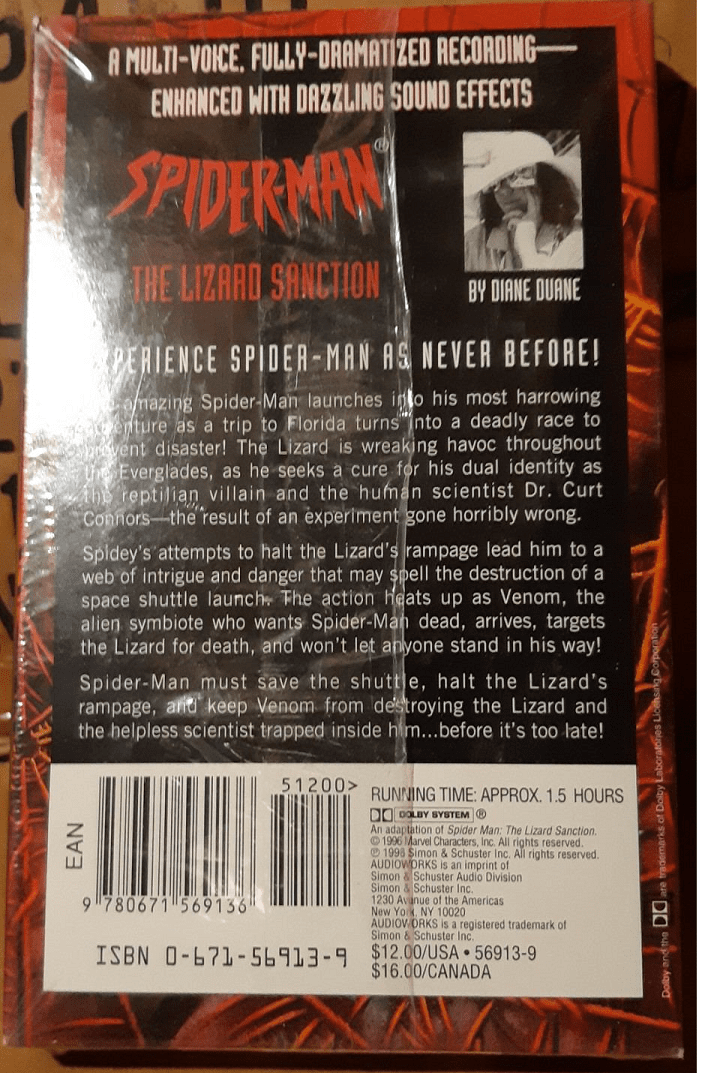 A MULTI-VOICE, FULLY-DRAMATIZED RECORDING—
ENHANCED WITH DAZZLING SOUND EFFECTS
SPIDER-MAN®
THE LIZARD SANCTION
BY DIANE DUANE
PERIENCE SPIDER-MAN AS NEVER BEFORE!
amazing Spider-Man launches into his most harrowing
enture as a trip to Florida turns into a deadly race to
prevent disaster! The Lizard is wreaking havoc throughout
the Everglades, as he seeks a cure for his dual identity as
the reptilian villain and the human scientist Dr. Curt
Connors—the result of an experiment gone horribly wrong.
Spidey's attempts to halt the Lizard's rampage lead him to a
web of intrigue and danger that may spell the destruction of a
space shuttle launch. The action heats up as Venom, the
alien symbiote who wants Spider-Man dead, arrives, targets
the Lizard for death, and won't let anyone stand in his way!
Spider-Man must save the shuttle, halt the Lizard's
rampage, and keep Venom from destroying the Lizard and
the helpless scientist trapped inside him...before it's too late!
EAN
51200>
9 780671 569136
ISBN 0-671-56913-9
RUNNING TIME: APPROX. 1.5 HOURS
DOLBY SYSTEM ®
An adaptation of Spider Man: The Lizard Sanction.
© 1996 Marvel Characters, Inc. All rights reserved.
℗ 1996 Simon & Schuster Inc. All rights reserved.
AUDIOWORKS is an imprint of
Simon & Schuster Audio Division
Simon & Schuster Inc.
1230 Avenue of the Americas
New York, NY 10020
AUDIOWORKS is a registered trademark of
Simon & Schuster Inc.
$12.00/USA • 56913-9
$16.00/CANADA
Dolby and the DD are trademarks of Dolby Laboratories Licensing Corporation